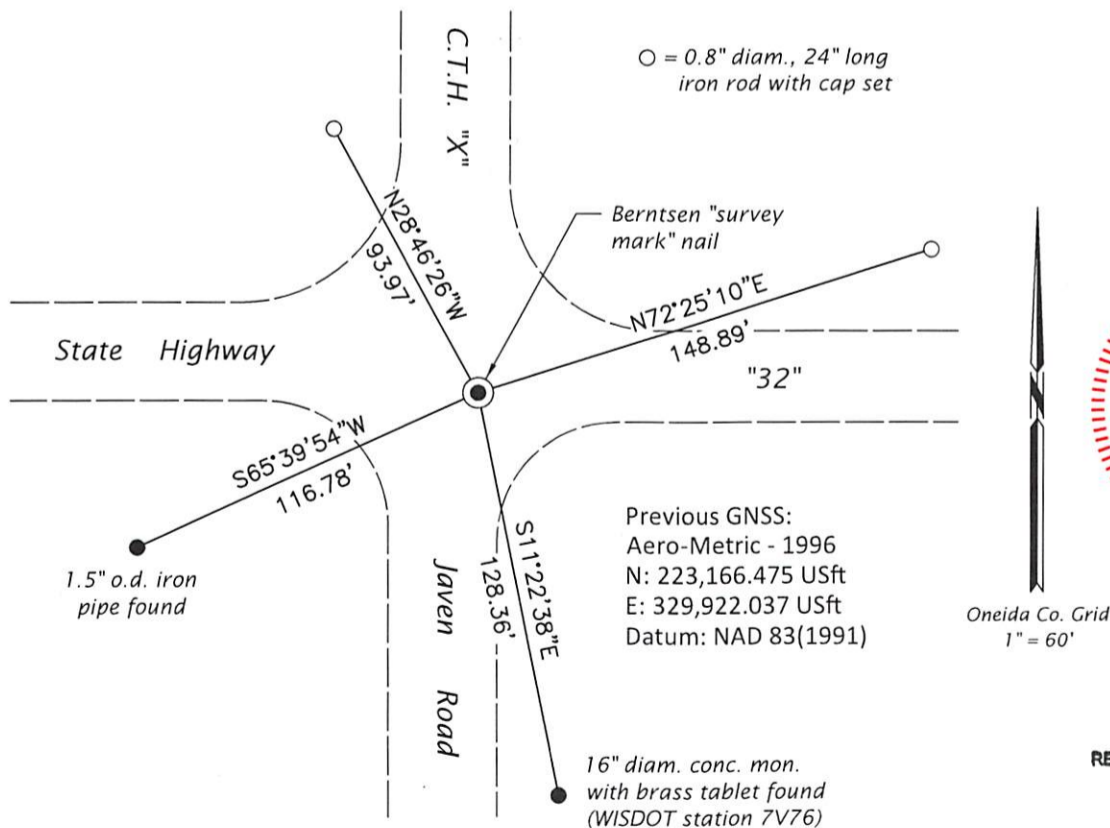 C.T.H. "X"
○ = 0.8" diam., 24" long
iron rod with cap set
N28°46'26"W
93.97'
Berntsen "survey
mark" nail
N72°25'10"E
148.89'
State Highway
"32"
S65°39'54"W
116.78'
1.5" o.d. iron
pipe found
Javen Road
S11°22'38"E
128.36'
Previous GNSS:
Aero-Metric - 1996
N: 223,166.475 USft
E: 329,922.037 USft
Datum: NAD 83(1991)
N
Oneida Co. Grid
1" = 60'
16" diam. conc. mon.
with brass tablet found
(WISDOT station 7V76)
RE